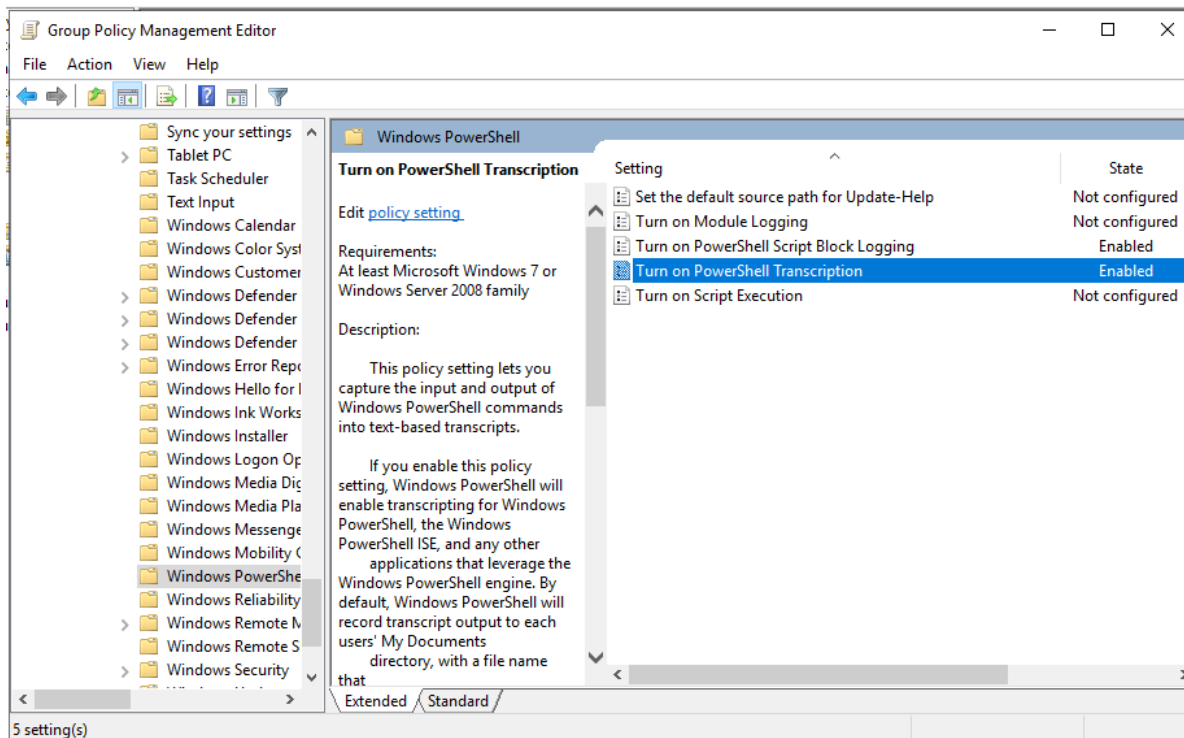 Group Policy Management Editor
File Action View Help
Sync your settings
Tablet PC
Task Scheduler
Text Input
Windows Calendar
Windows Color Syst
Windows Customer
Windows Defender
Windows Defender
Windows Defender
Windows Error Repo
Windows Hello for
Windows Ink Works
Windows Installer
Windows Logon Op
Windows Media Dig
Windows Media Pla
Windows Messenge
Windows Mobility
Windows PowerShe
Windows Reliability
Windows Remote M
Windows Remote S
Windows Security
Windows PowerShell
Turn on PowerShell Transcription
Edit policy setting
Requirements:
At least Microsoft Windows 7 or
Windows Server 2008 family
Description:
This policy setting lets you
capture the input and output of
Windows PowerShell commands
into text-based transcripts.
If you enable this policy
setting, Windows PowerShell will
enable transcripting for Windows
PowerShell, the Windows
PowerShell ISE, and any other
applications that leverage the
Windows PowerShell engine. By
default, Windows PowerShell will
record transcript output to each
users' My Documents
directory, with a file name
that
Setting State
Set the default source path for Update-Help Not configured
Turn on Module Logging Not configured
Turn on PowerShell Script Block Logging Enabled
Turn on PowerShell Transcription Enabled
Turn on Script Execution Not configured
Extended Standard
5 setting(s)